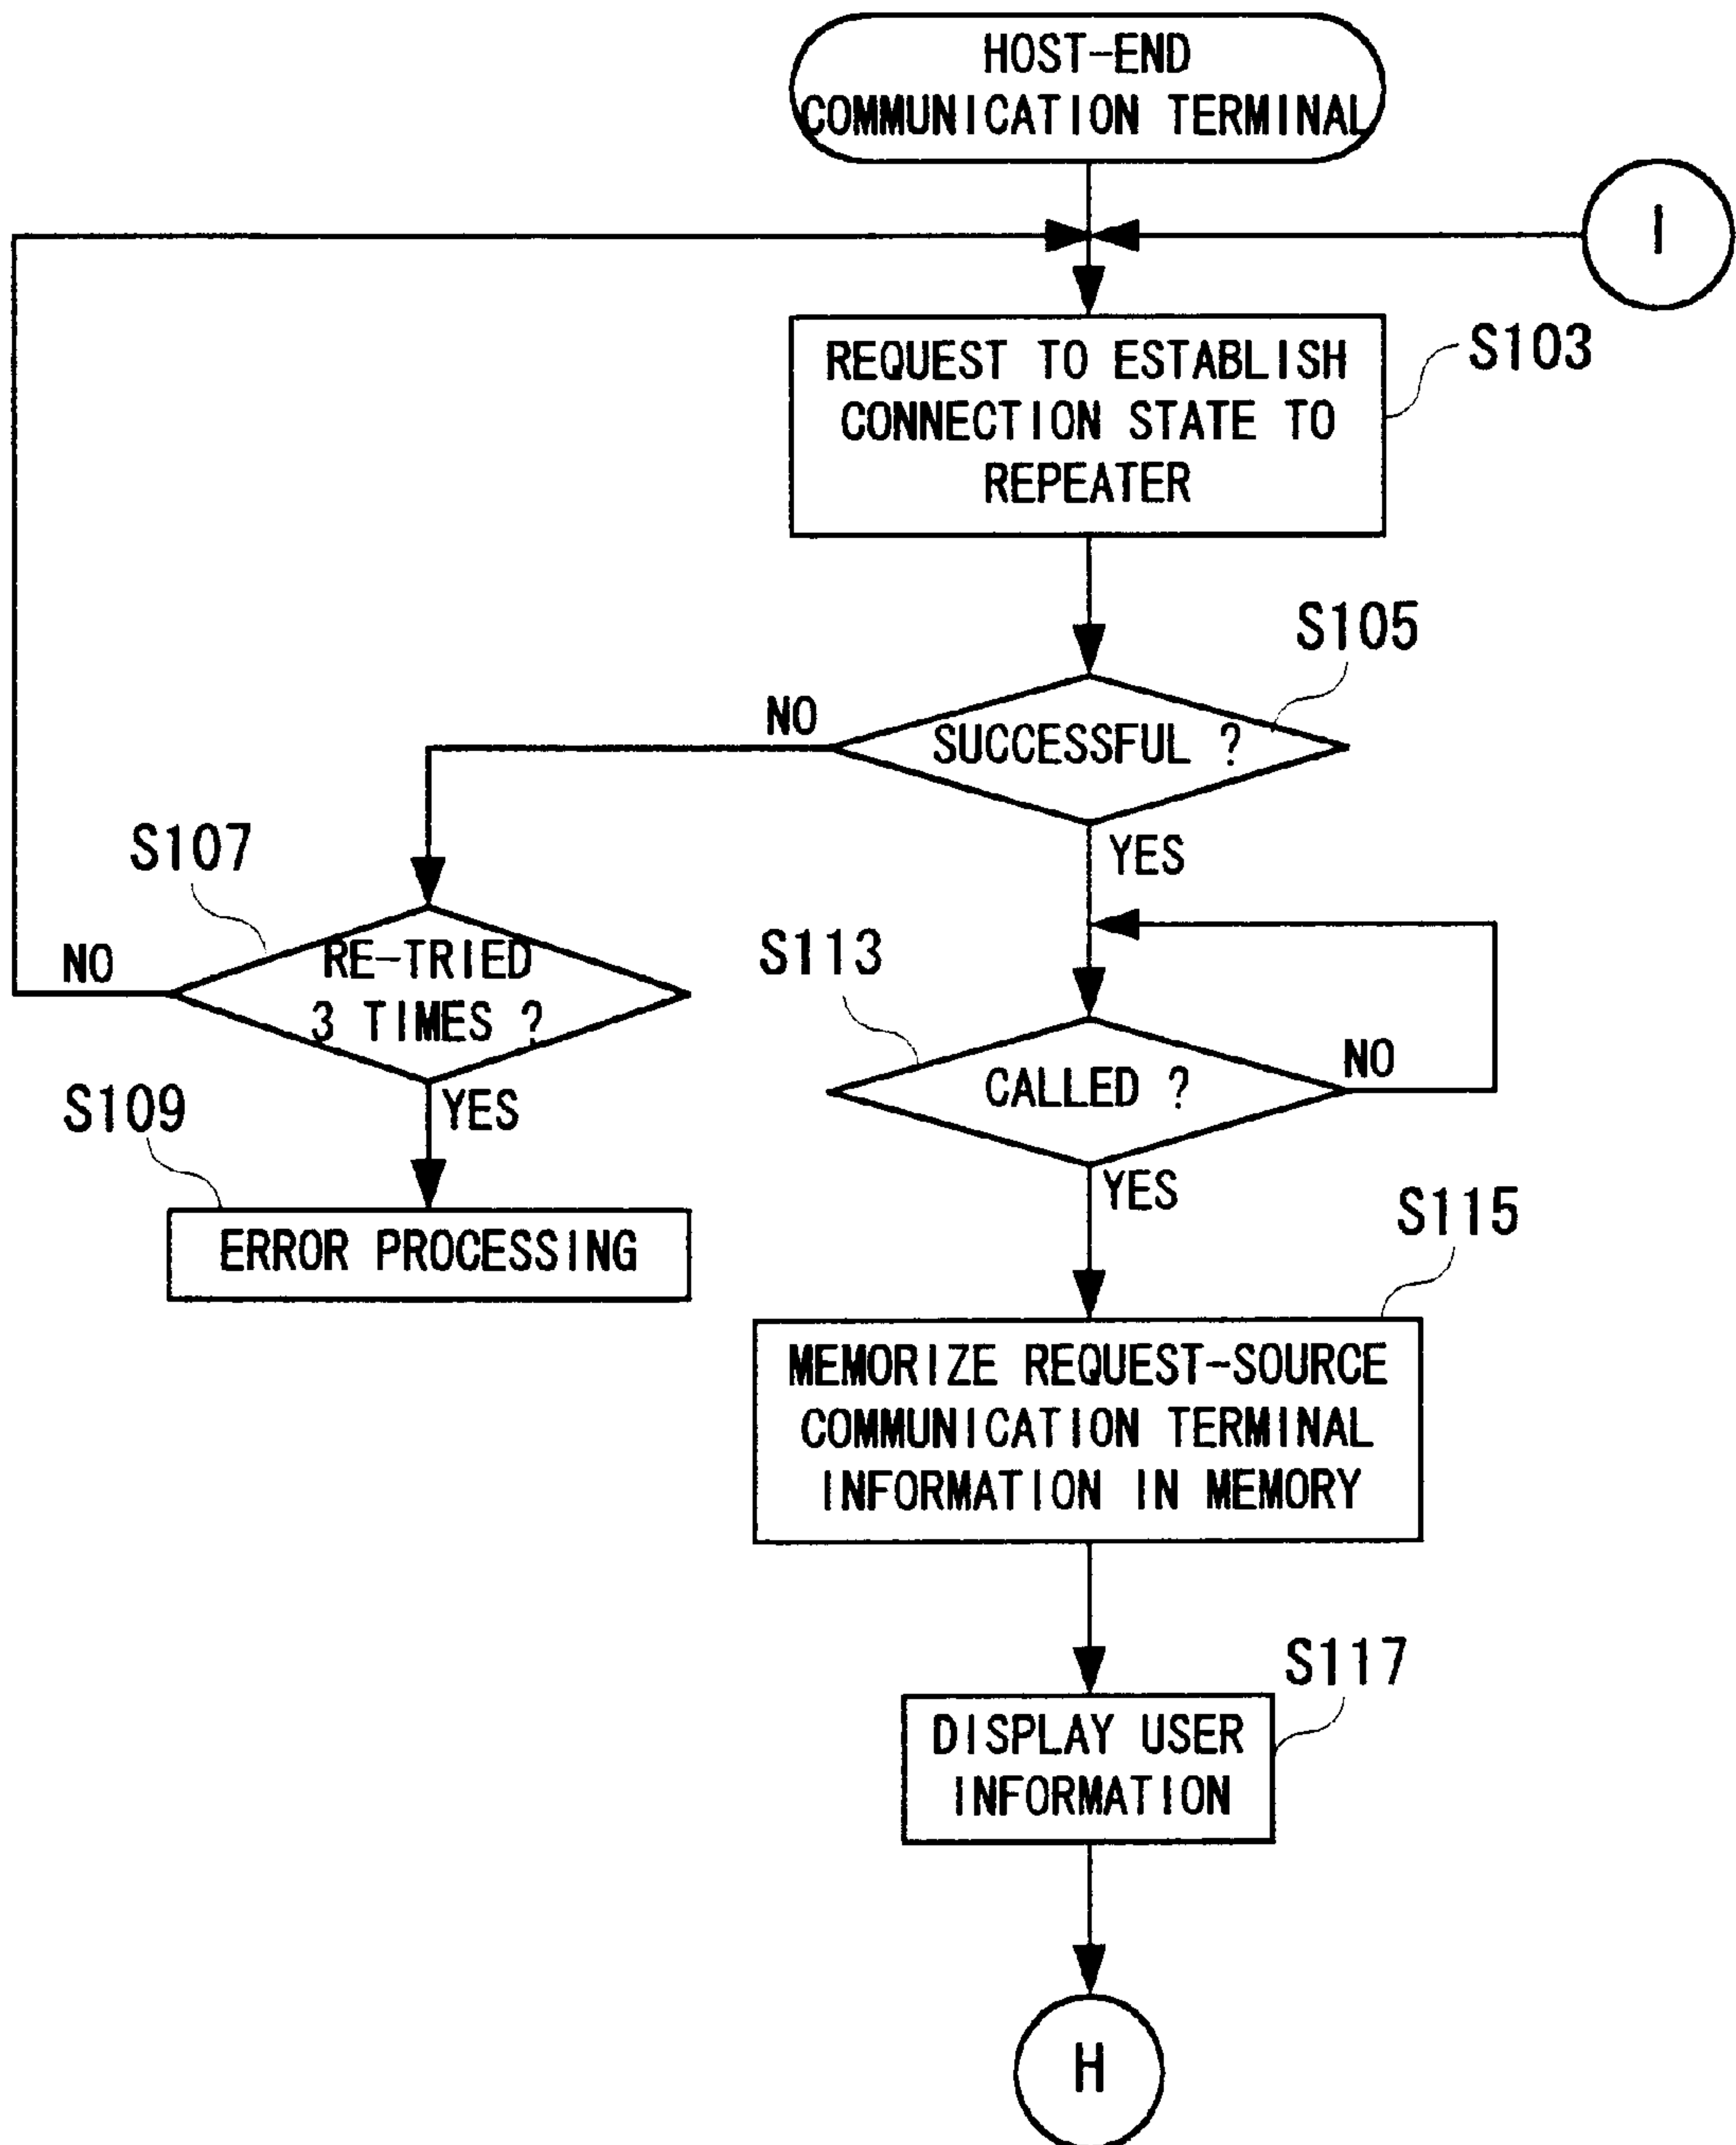 HOST-END
COMMUNICATION TERMINAL
I
REQUEST TO ESTABLISH
CONNECTION STATE TO
REPEATER
S103
S105
NO
SUCCESSFUL ?
YES
S107
NO
RE-TRIED
3 TIMES ?
YES
S113
CALLED ?
NO
YES
S109
ERROR PROCESSING
S115
MEMORIZE REQUEST-SOURCE
COMMUNICATION TERMINAL
INFORMATION IN MEMORY
S117
DISPLAY USER
INFORMATION
H